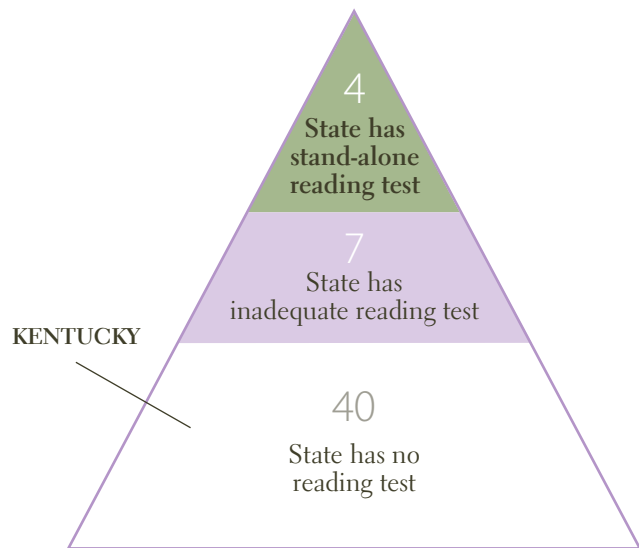 4
State has
stand-alone
reading test
7
State has
inadequate reading test
KENTUCKY
40
State has no
reading test